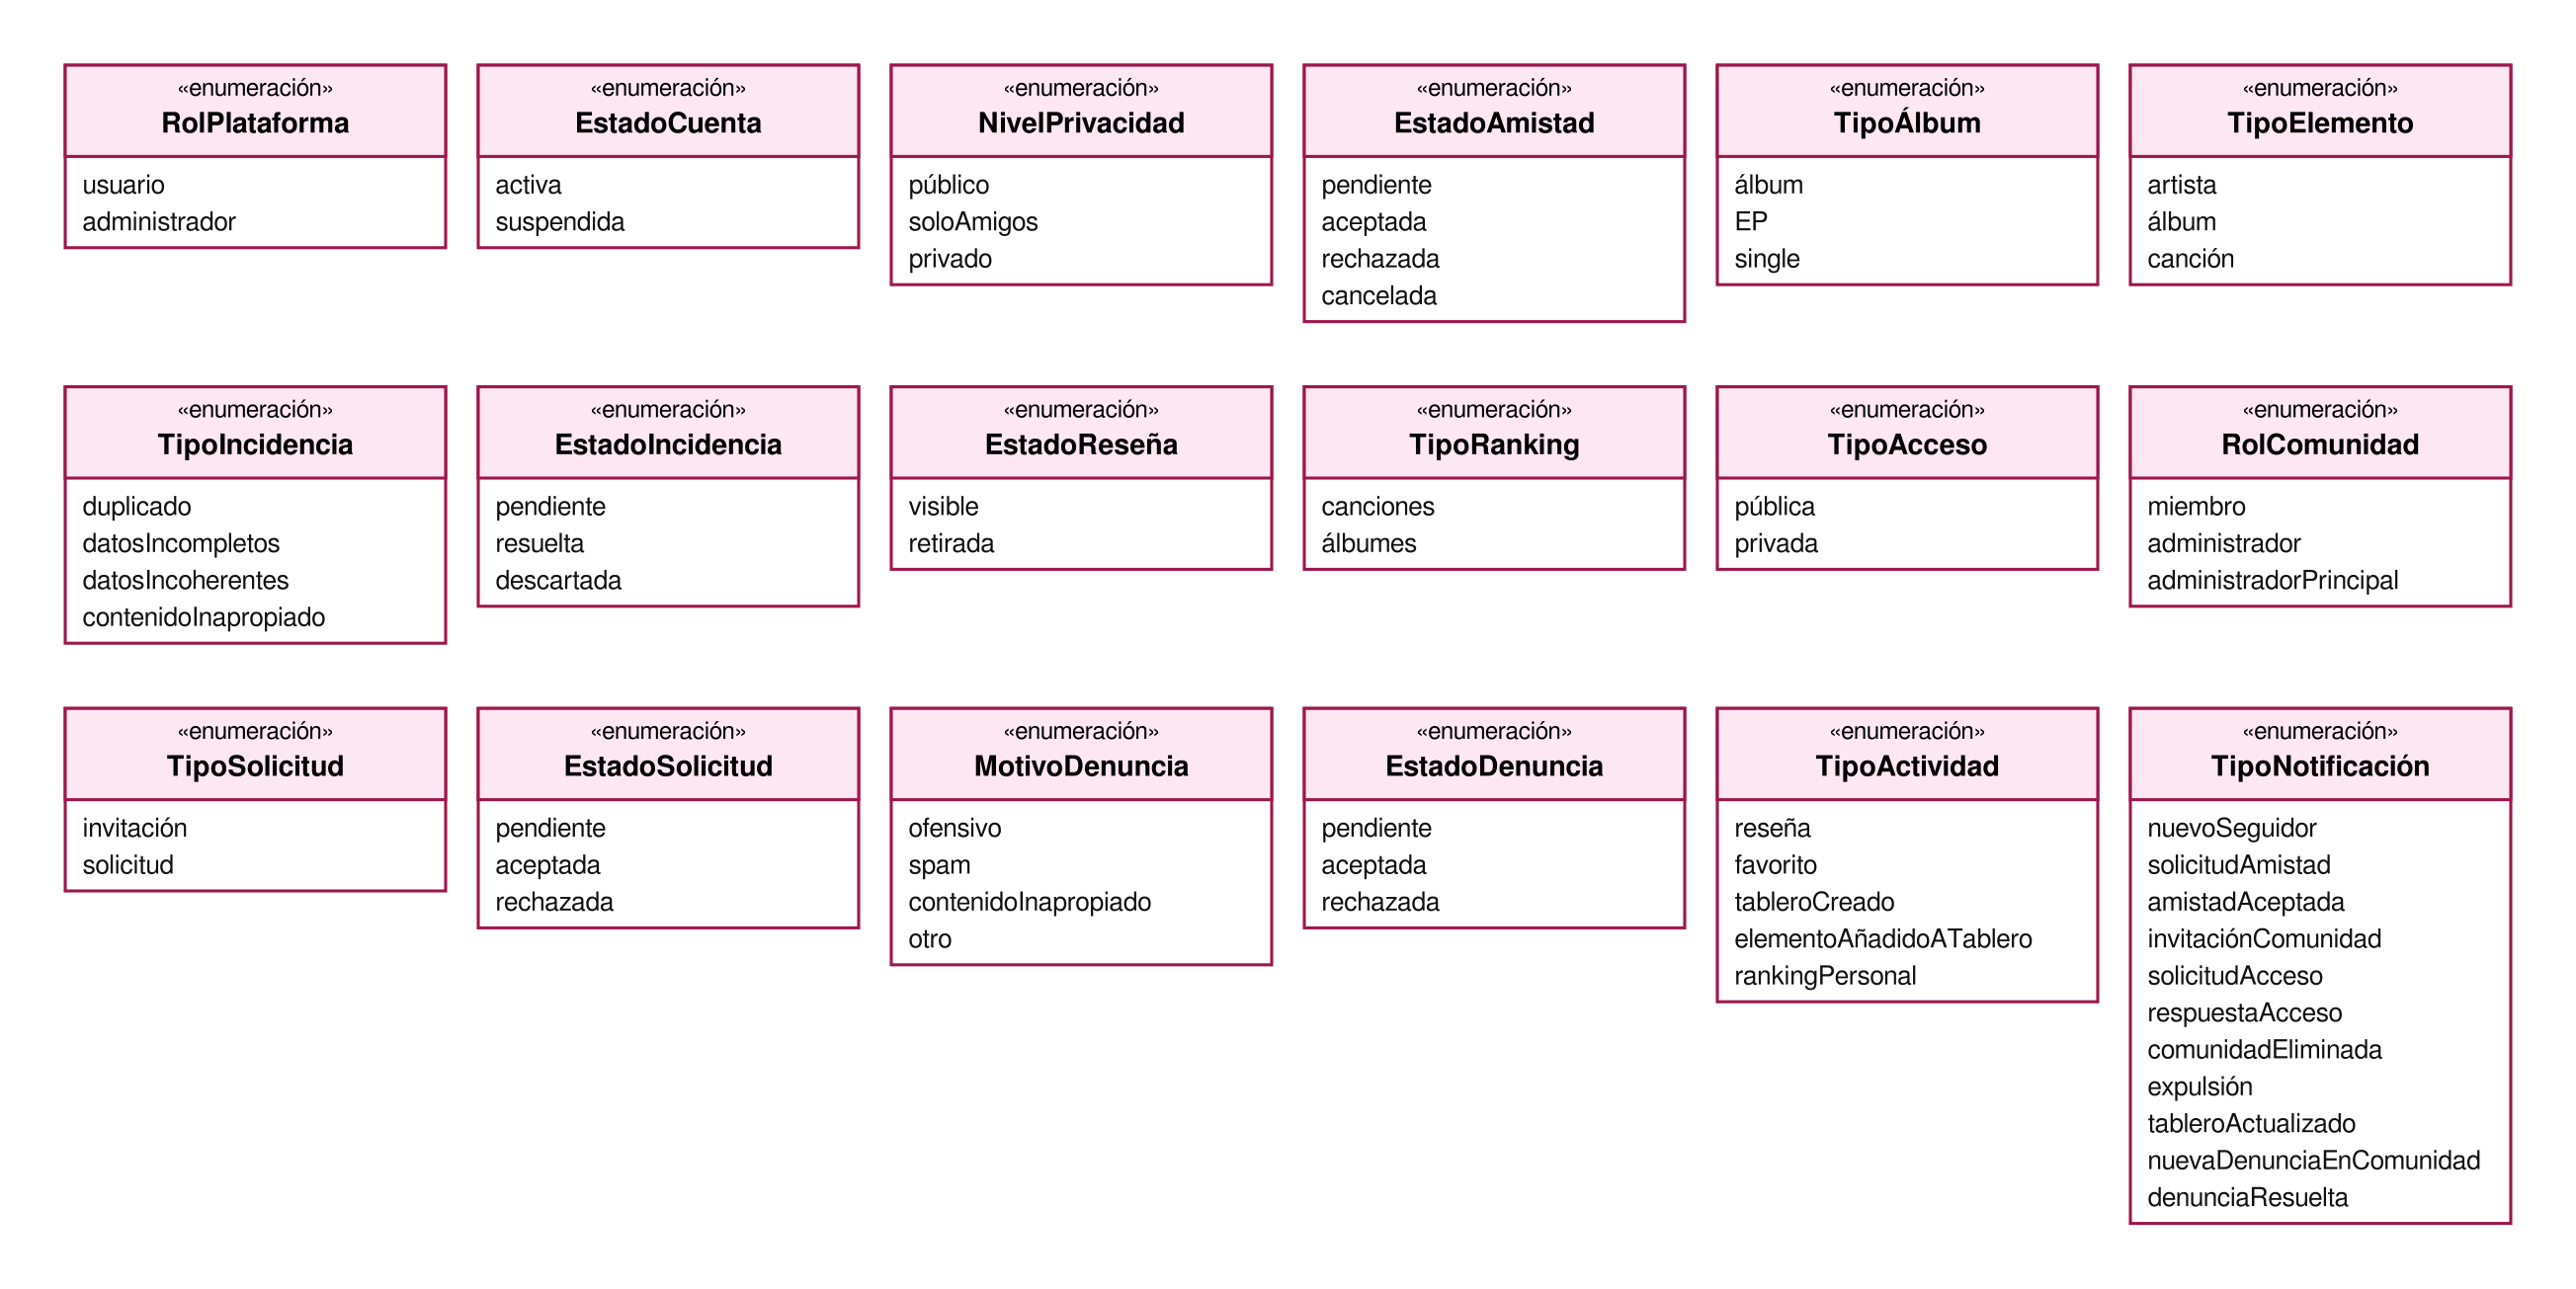 «enumeración»
RolPlataforma
usuario
administrador
«enumeración»
EstadoCuenta
activa
suspendida
«enumeración»
NivelPrivacidad
público
soloAmigos
privado
«enumeración»
EstadoAmistad
pendiente
aceptada
rechazada
cancelada
«enumeración»
TipoÁlbum
álbum
EP
single
«enumeración»
TipoElemento
artista
álbum
canción
«enumeración»
TipoIncidencia
duplicado
datosIncompletos
datosIncoherentes
contenidoInapropiado
«enumeración»
EstadoIncidencia
pendiente
resuelta
descartada
«enumeración»
EstadoReseña
visible
retirada
«enumeración»
TipoRanking
canciones
álbumes
«enumeración»
TipoAcceso
pública
privada
«enumeración»
RolComunidad
miembro
administrador
administradorPrincipal
«enumeración»
TipoSolicitud
invitación
solicitud
«enumeración»
EstadoSolicitud
pendiente
aceptada
rechazada
«enumeración»
MotivoDenuncia
ofensivo
spam
contenidoInapropiado
otro
«enumeración»
EstadoDenuncia
pendiente
aceptada
rechazada
«enumeración»
TipoActividad
reseña
favorito
tableroCreado
elementoAñadidoATablero
rankingPersonal
«enumeración»
TipoNotificación
nuevoSeguidor
solicitudAmistad
amistadAceptada
invitaciónComunidad
solicitudAcceso
respuestaAcceso
comunidadEliminada
expulsión
tableroActualizado
nuevaDenunciaEnComunidad
denunciaResuelta